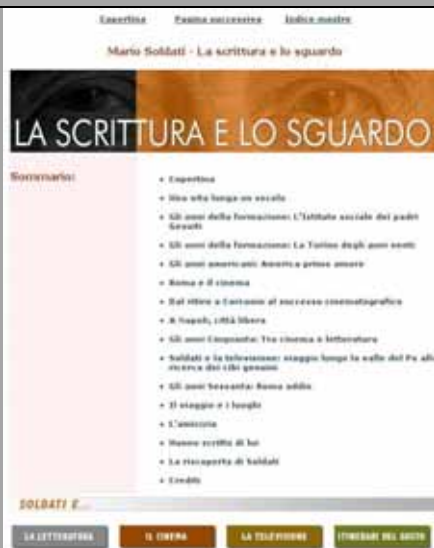 Copertina Pagina successiva Indice mostre
Mario Soldati - La scrittura e lo sguardo
LA SCRITTURA E LO SGUARDO
Sommario:
• Copertina
• Una vita lunga un secolo
• Gli anni della formazione: L'Istituto sociale dei padri
Gesuiti
• Gli anni della formazione: La Torino degli anni venti
• Gli anni americani: America primo amore
• Roma e il cinema
• Dal ritiro a Corconio al successo cinematografico
• A Napoli, città libera
• Gli anni Cinquanta: Tra cinema e letteratura
• Soldati e la televisione: viaggio lungo la valle del Po alla
ricerca dei cibi genuini
• Gli anni Sessanta: Roma addio
• Il viaggio e i luoghi
• L'amicizia
• Hanno scritto di lui
• La riscoperta di Soldati
• Credits
SOLDATI E...
LA LETTERATURA IL CINEMA LA TELEVISIONE ITINERARI DEL GUSTO